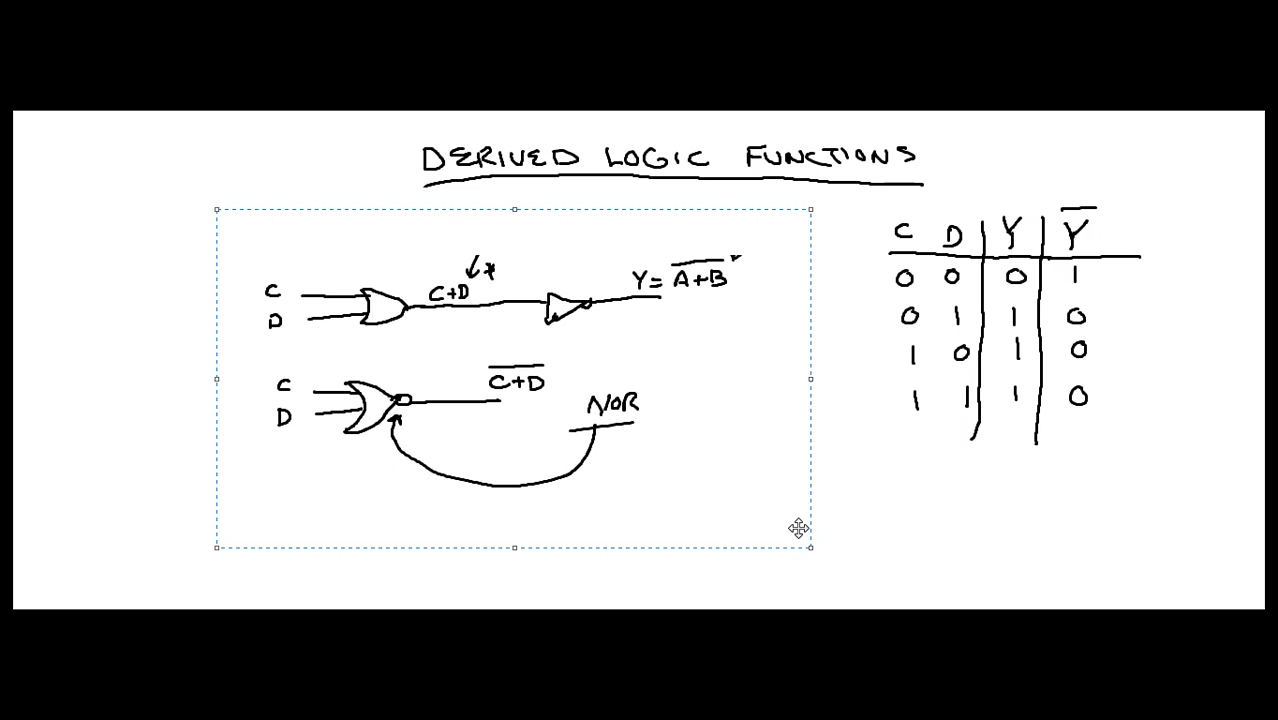 DERIVED LOGIC FUNCTIONS
C
D
C+D *
Y = A̅+̅B̅
C
D
C̅+̅D̅
NOR
C D Y Y̅
0 0 0 1
0 1 1 0
1 0 1 0
1 1 1 0